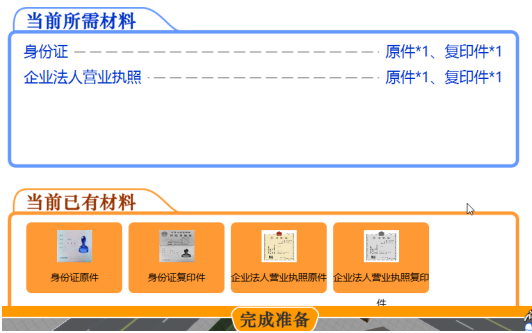 当前所需材料
身份证 原件*1、复印件*1
企业法人营业执照 原件*1、复印件*1
当前已有材料
身份证原件 身份证复印件 企业法人营业执照原件 企业法人营业执照复印
件
完成准备